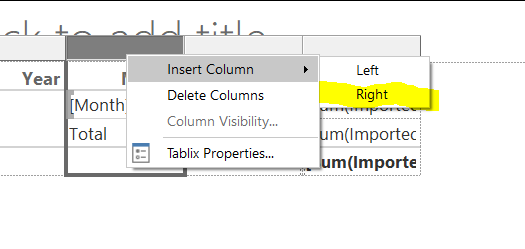 ck to add title
Year
Insert Column
Left
Delete Columns
Right
[Month]
um(Importec
Total
Column Visibility...
um(Importec
Tablix Properties...
um(Importe